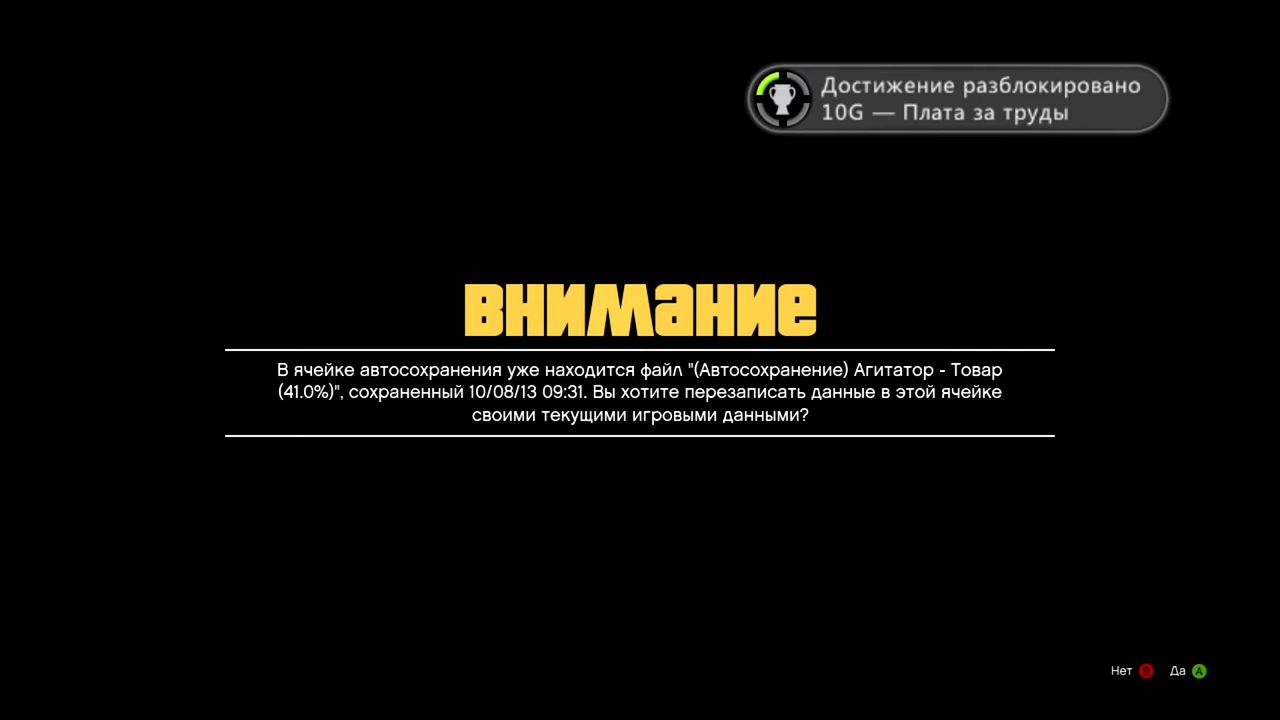 Достижение разблокировано
10G — Плата за труды
внимание
В ячейке автосохранения уже находится файл "(Автосохранение) Агитатор - Товар
(41.0%)", сохраненный 10/08/13 09:31. Вы хотите перезаписать данные в этой ячейке
своими текущими игровыми данными?
Нет B Да A